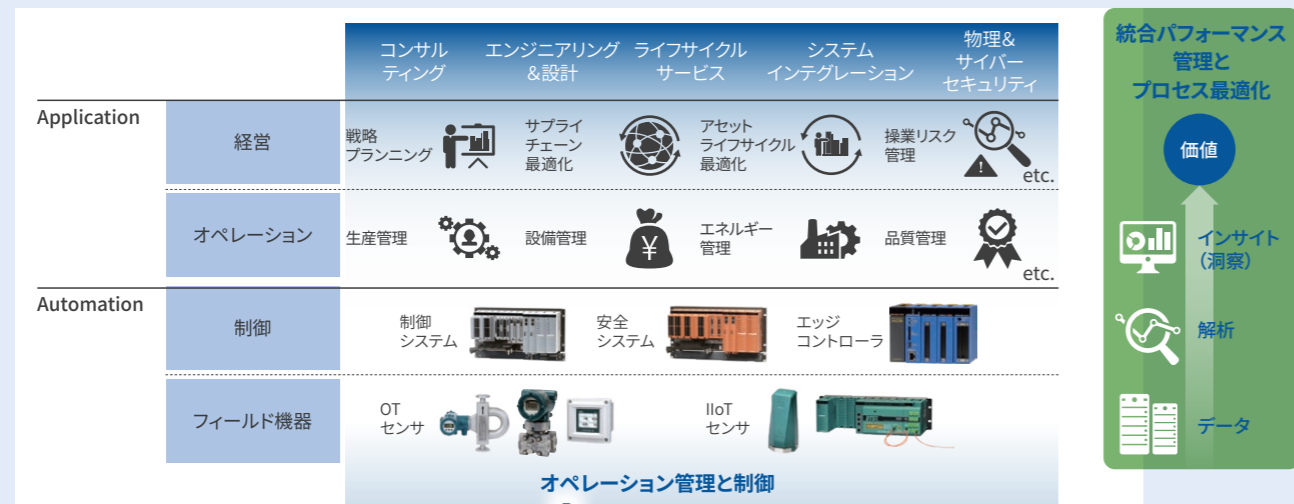 コンサル
ティング
エンジニアリング
&設計
ライフサイクル
サービス
システム
インテグレーション
物理&
サイバー
セキュリティ
Application
経営
戦略
プランニング
サプライ
チェーン
最適化
アセット
ライフサイクル
最適化
操業リスク
管理
etc.
オペレーション
生産管理
¥
設備管理
エネルギー
管理
品質管理
etc.
Automation
制御
制御
システム
安全
システム
エッジ
コントローラ
フィールド機器
OT
センサ
IIoT
センサ
オペレーション管理と制御
統合パフォーマンス
管理と
プロセス最適化
価値
インサイト
(洞察)
解析
データ